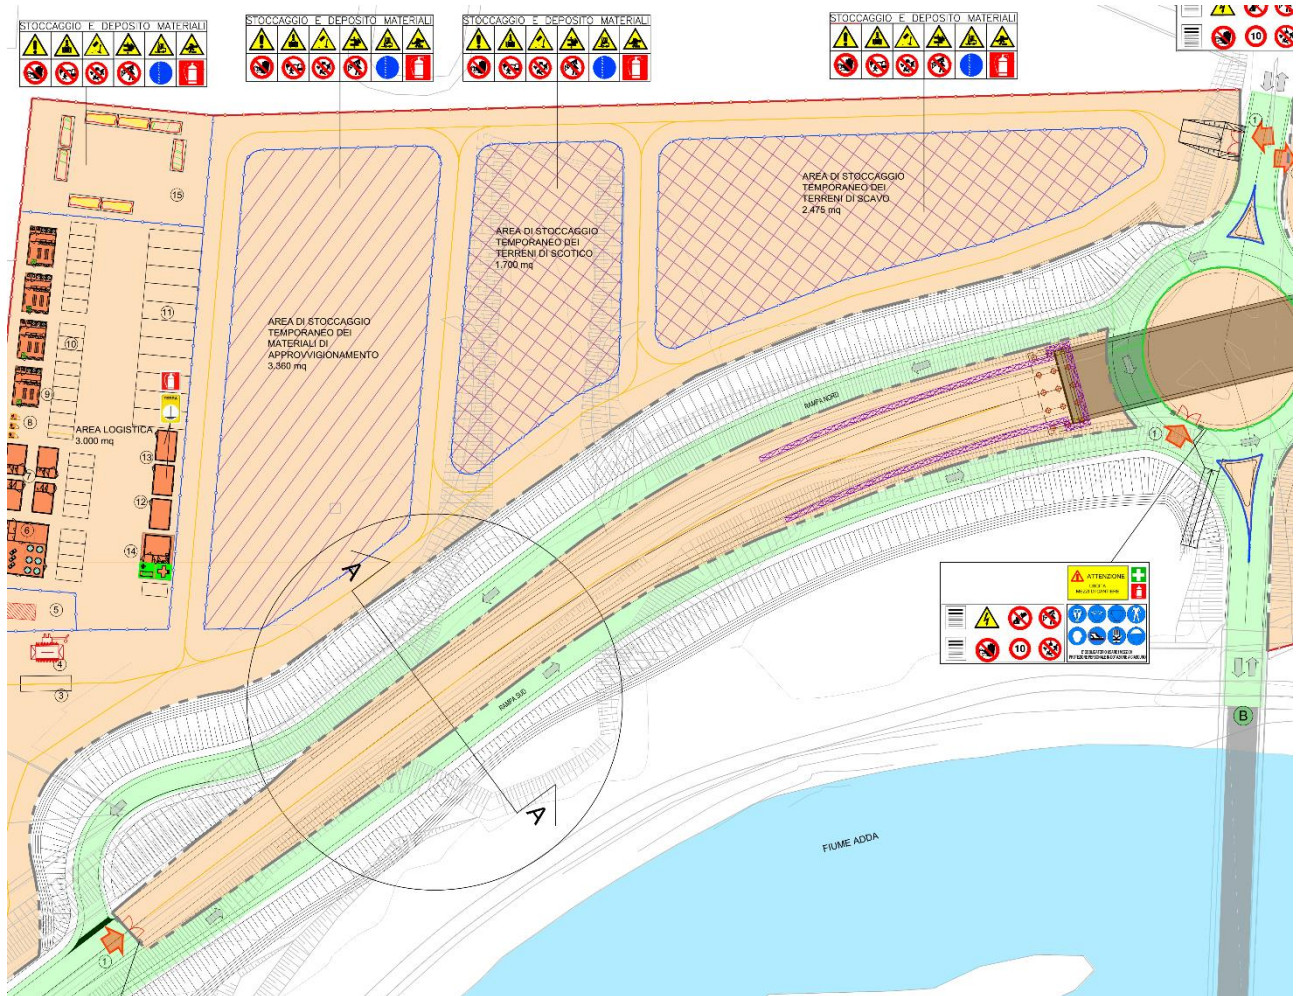 STOCCAGGIO E DEPOSITO MATERIALI
STOCCAGGIO E DEPOSITO MATERIALI
STOCCAGGIO E DEPOSITO MATERIALI
STOCCAGGIO E DEPOSITO MATERIALI
10
1
15
AREA DI STOCCAGGIO
TEMPORANEO DEI
TERRENI DI SCAVO
2.475 mq
AREA DI STOCCAGGIO
TEMPORANEO DEI
TERRENI DI SCOTICO
1.700 mq
11
AREA DI STOCCAGGIO
TEMPORANEO DEI
MATERIALI DI
APPROVVIGIONAMENTO
3.360 mq
10
9
RAMPA NORD
8
AREA LOGISTICA
3.000 mq
1
13
7
12
6
14
A
ATTENZIONE
5
10
4
3
RAMPA SUD
B
A
FIUME ADDA
1